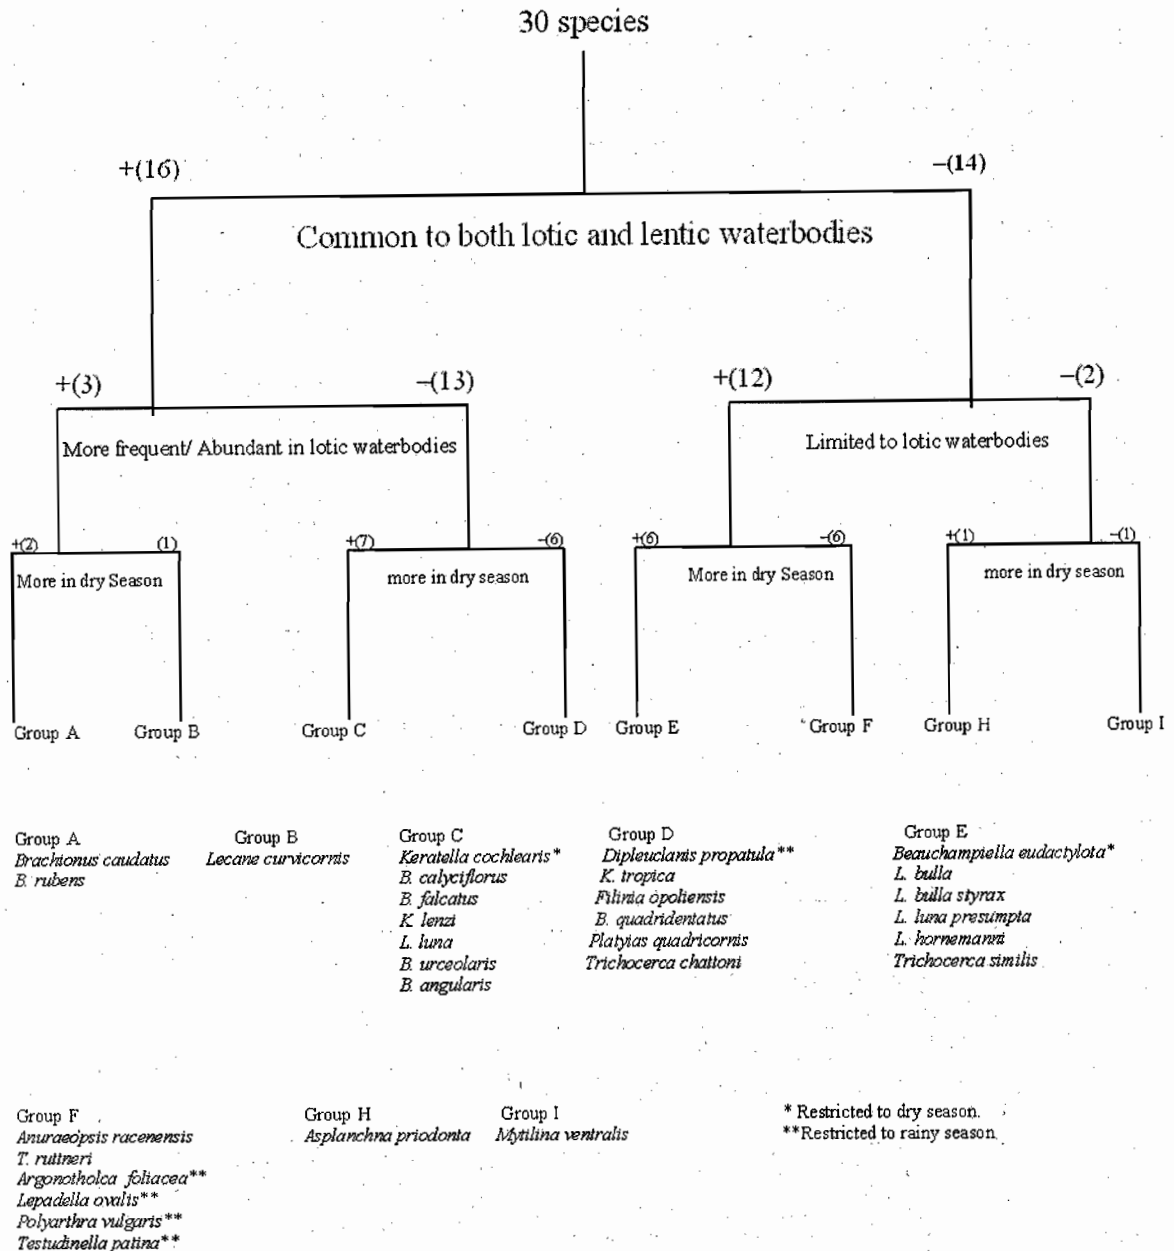 30 species
+(16)
−(14)
Common to both lotic and lentic waterbodies
+(3)
−(13)
+(12)
−(2)
More frequent/ Abundant in lotic waterbodies
Limited to lotic waterbodies
+(2)
(1)
+(7)
−(6)
+(6)
−(6)
+(1)
−(1)
More in dry Season
more in dry season
More in dry Season
more in dry season
Group A
Group B
Group C
Group D
Group E
Group F
Group H
Group I
Group A
Brachionus caudatus
B. rubens
Group B
Lecane curvicornis
Group C
Keratella cochlearis*
B. calyciflorus
B. falcatus
K. lenzi
L. luna
B. urceolaris
B. angularis
Group D
Dipleuclanis propatula**
K. tropica
Filinia opoliensis
B. quadridentatus
Platyias quadricornis
Trichocerca chattoni
Group E
Beauchampiella eudactylota*
L. bulla
L. bulla styrax
L. luna presumpta
L. hornemanni
Trichocerca similis
Group F
Anuraeopsis racenensis
T. ruttneri
Argonotholca foliacea**
Lepadella ovalis**
Polyarthra vulgaris**
Testudinella patina**
Group H
Asplanchna priodonta
Group I
Mytilina ventralis
* Restricted to dry season.
**Restricted to rainy season.